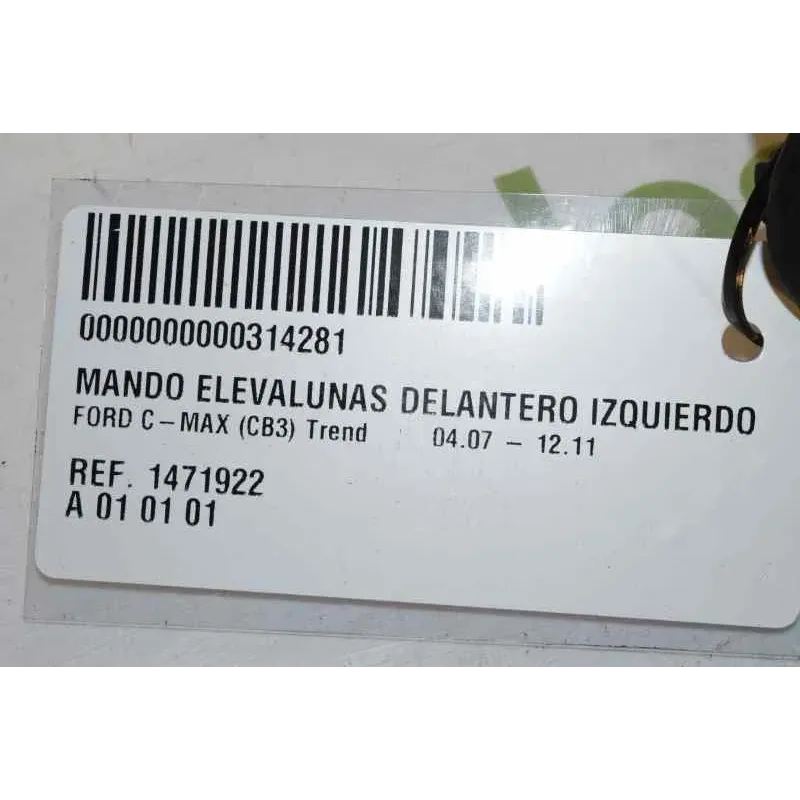 0000000000314281
MANDO ELEVALUNAS DELANTERO IZQUIERDO
FORD C-MAX (CB3) Trend 04.07 - 12.11
REF. 1471922
A 01 01 01